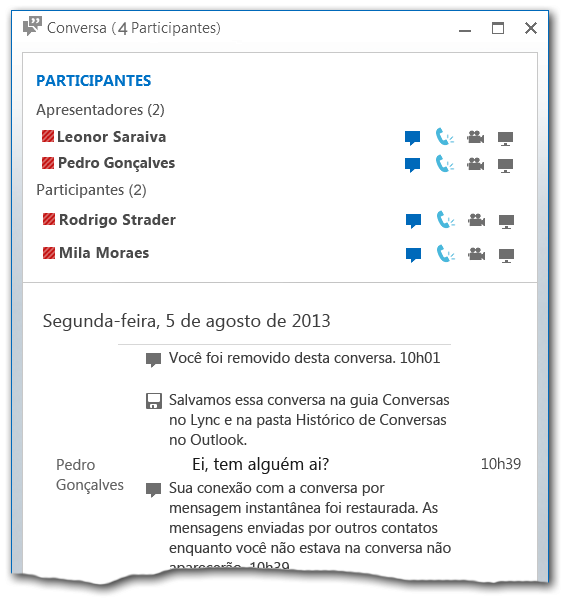 Conversa (4 Participantes)
PARTICIPANTES
Apresentadores (2)
Leonor Saraiva
Pedro Gonçalves
Participantes (2)
Rodrigo Strader
Mila Moraes
Segunda-feira, 5 de agosto de 2013
Você foi removido desta conversa. 10h01
Salvamos essa conversa na guia Conversas
no Lync e na pasta Histórico de Conversas
no Outlook.
Pedro Gonçalves
Ei, tem alguém ai? 10h39
Sua conexão com a conversa por
mensagem instantânea foi restaurada. As
mensagens enviadas por outros contatos
enquanto você não estava na conversa não
aparecerão. 10h39